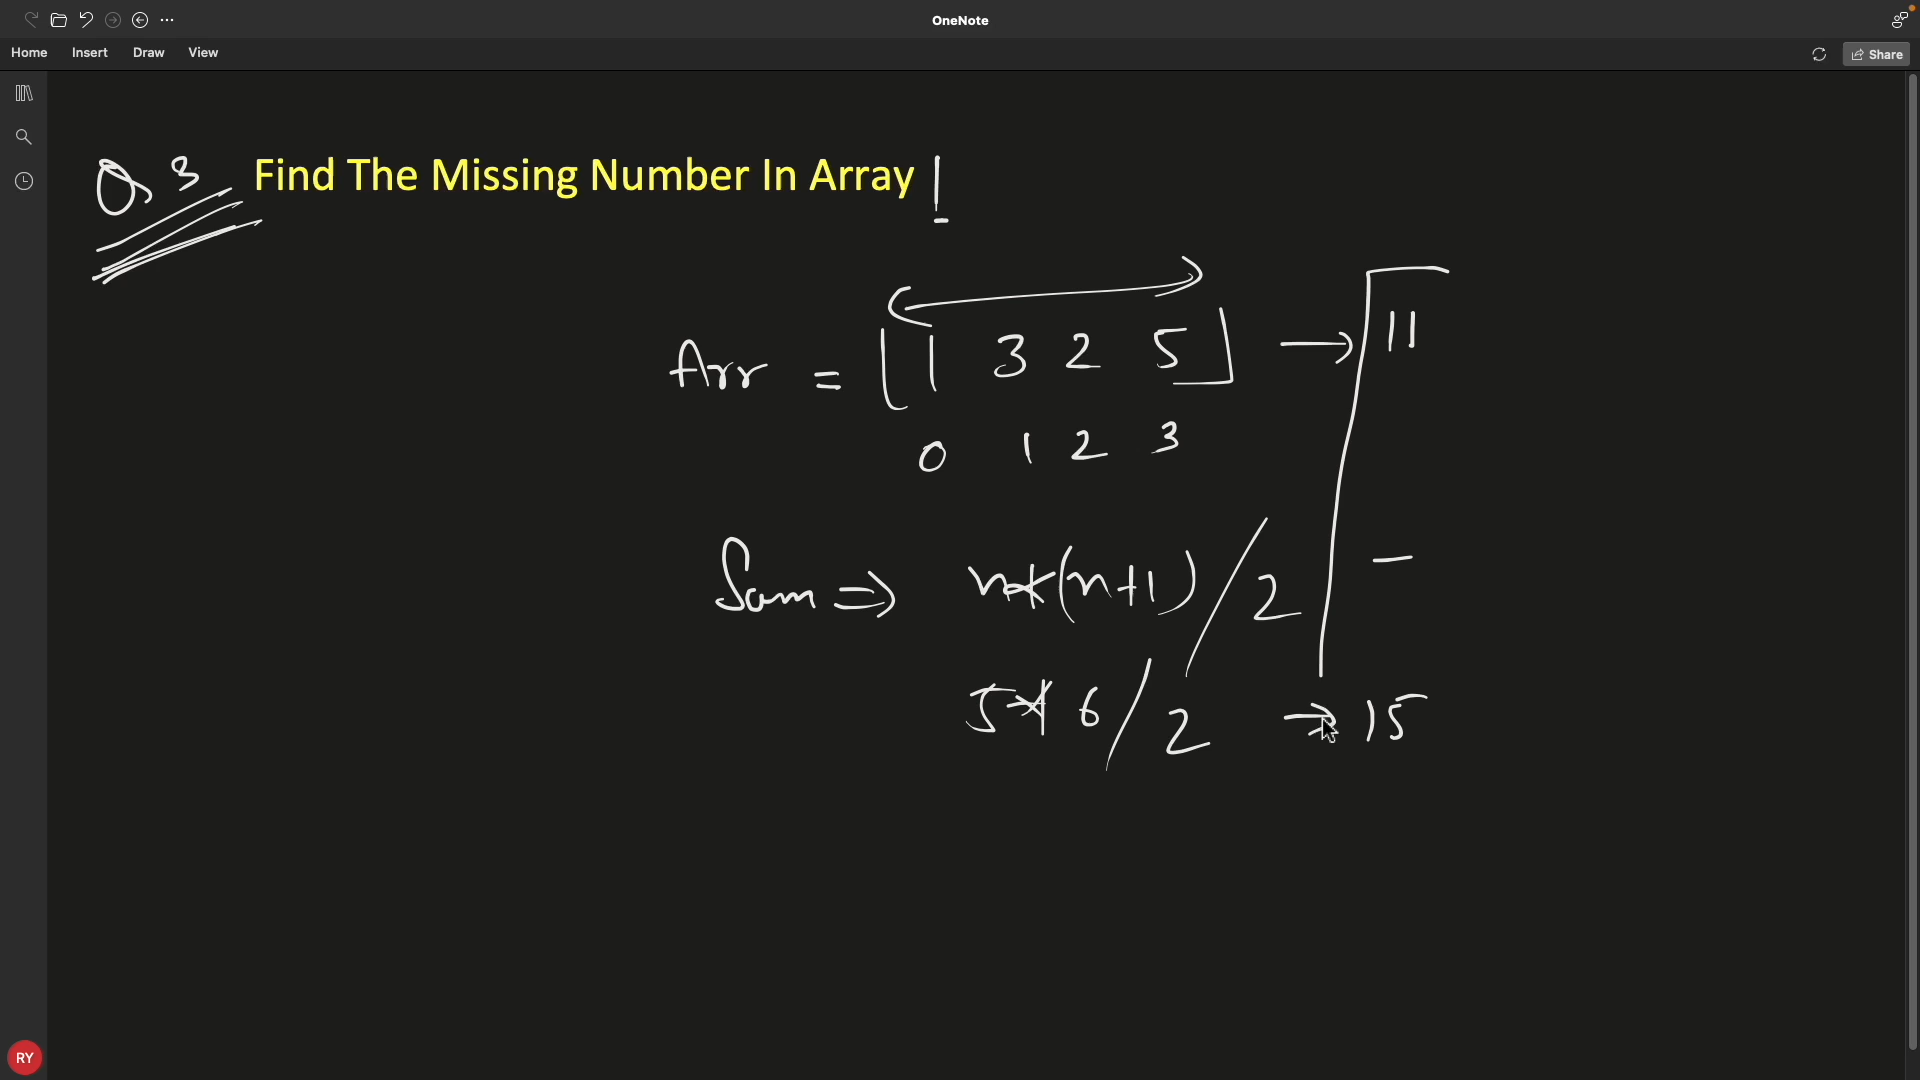 OneNote
Home Insert Draw View
Share
Q.3 Find The Missing Number In Array !
Arr = [1 3 2 5] → 11
0 1 2 3
Sum ⇒ n*(n+1)/2 —
5*6/2 → 15
RY